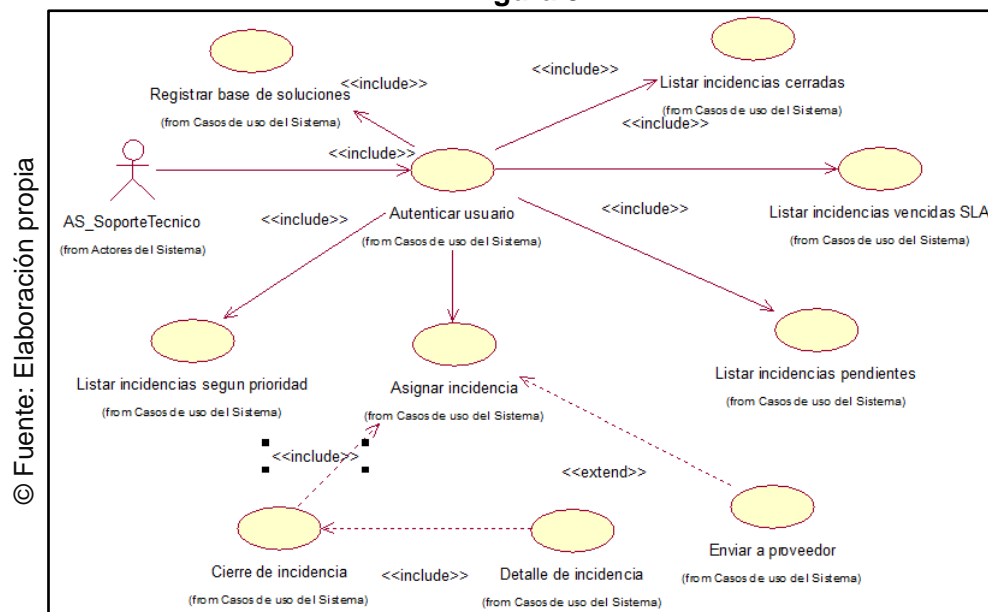 <<include>>
Listar incidencias cerradas
(from Casos de uso del Sistema)
<<include>>
Registrar base de soluciones
(from Casos de uso del Sistema)
<<include>>
<<include>>
AS_SoporteTecnico
(from Actores del Sistema)
<<include>>
Autenticar usuario
(from Casos de uso del Sistema)
<<include>>
Listar incidencias vencidas SLA
(from Casos de uso del Sistema)
Listar incidencias segun prioridad
(from Casos de uso del Sistema)
Asignar incidencia
(from Casos de uso del Sistema)
Listar incidencias pendientes
(from Casos de uso del Sistema)
<<include>>
<<extend>>
Cierre de incidencia
(from Casos de uso del Sistema)
<<include>>
Detalle de incidencia
(from Casos de uso del Sistema)
Enviar a proveedor
(from Casos de uso del Sistema)
© Fuente: Elaboración propia